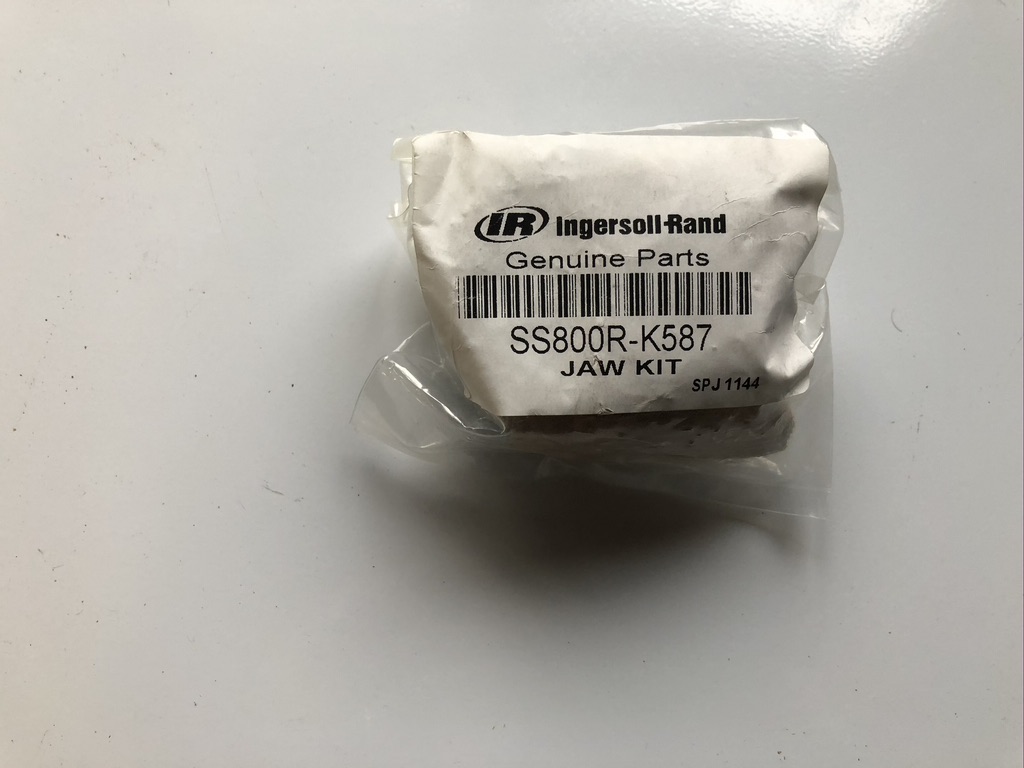 IR Ingersoll-Rand
Genuine Parts
SS800R-K587
JAW KIT
SPJ 1144